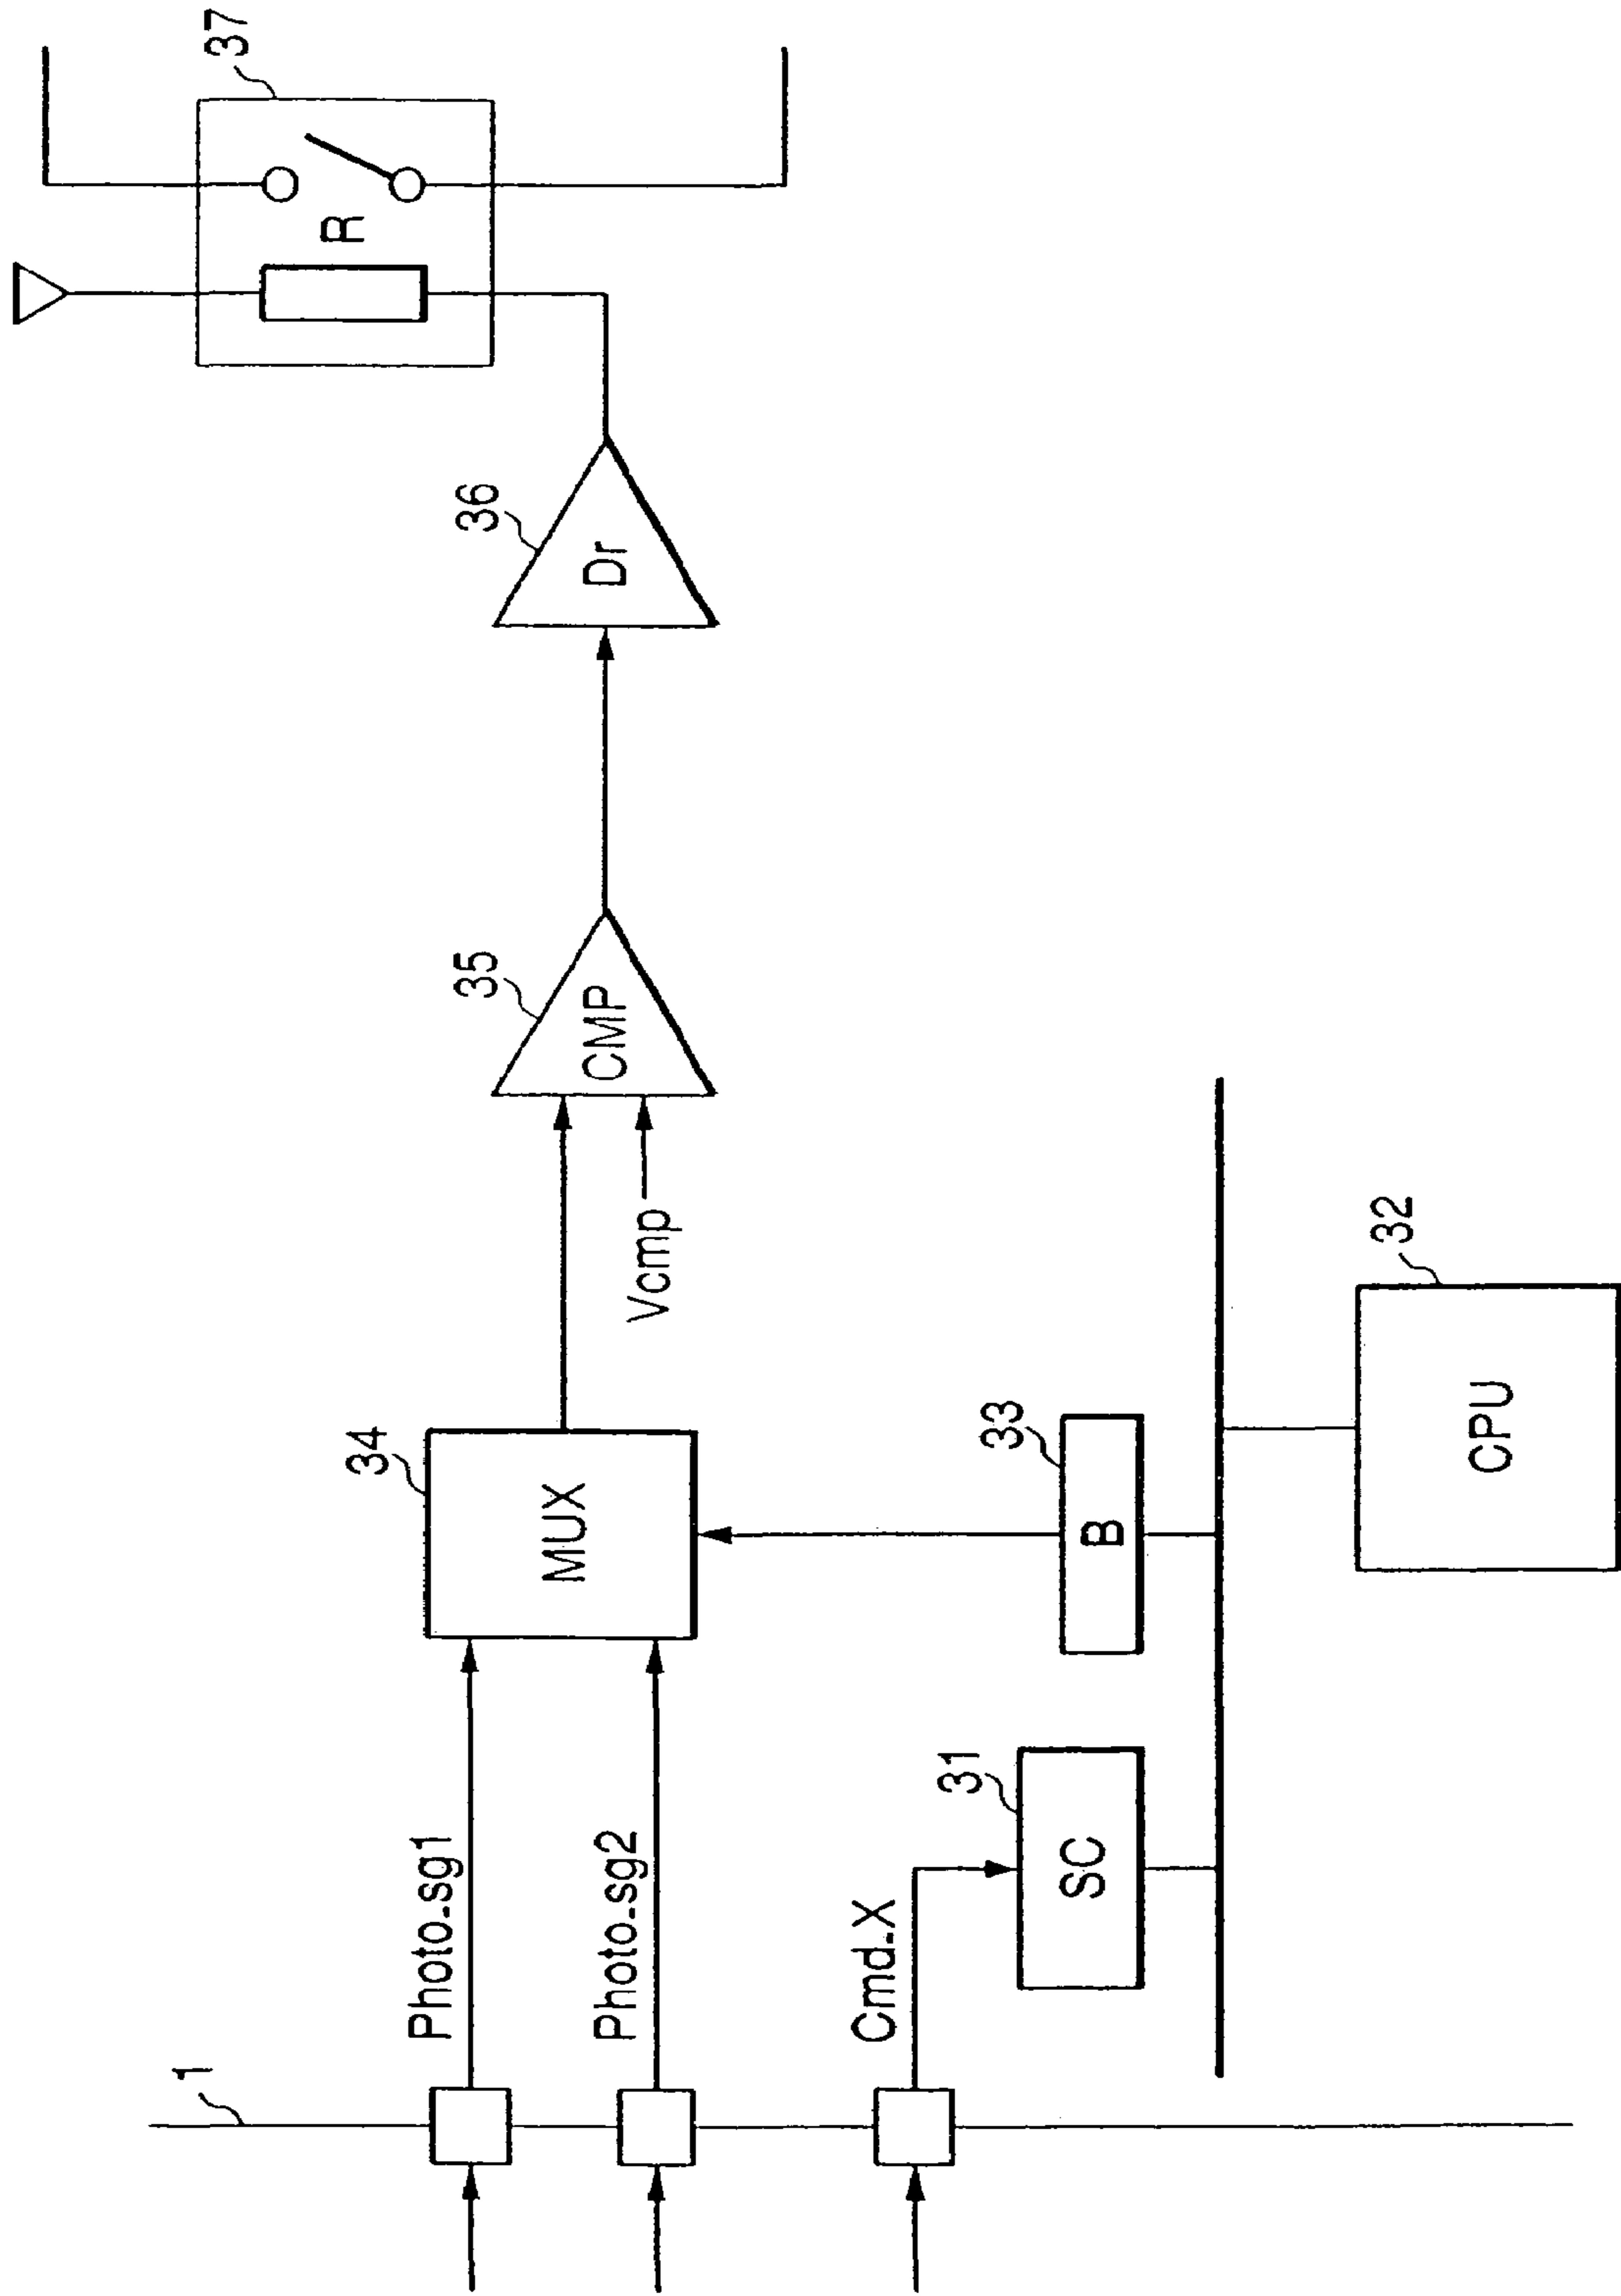 1
Photo-sg1
Photo-sg2
Cmd-X
34
MUX
31
SC
33
B
32
CPU
Vcmp
35
CMP
36
Dr
37
R